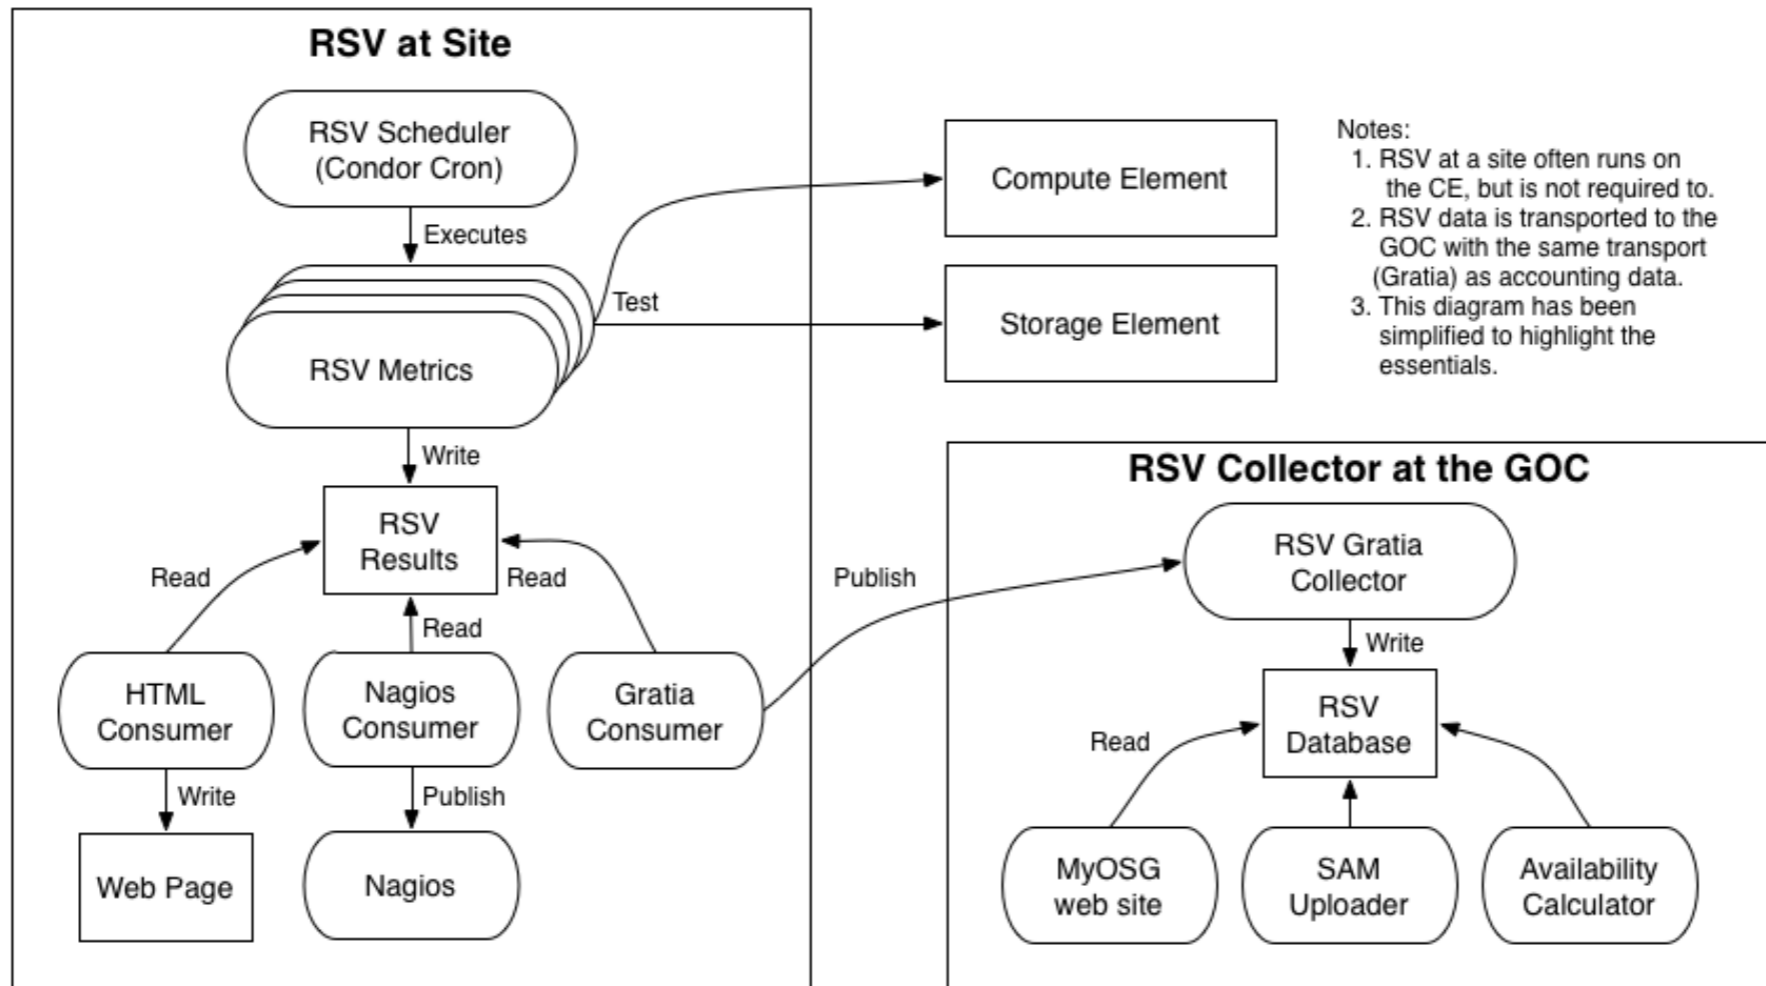 RSV at Site
RSV Scheduler
(Condor Cron)
Executes
RSV Metrics
Test
Compute Element
Storage Element
Notes:
1. RSV at a site often runs on
the CE, but is not required to.
2. RSV data is transported to the
GOC with the same transport
(Gratia) as accounting data.
3. This diagram has been
simplified to highlight the
essentials.
Write
RSV
Results
Read
Read
Read
HTML
Consumer
Nagios
Consumer
Gratia
Consumer
Write
Publish
Web Page
Nagios
Publish
RSV Collector at the GOC
RSV Gratia
Collector
Write
RSV
Database
Read
MyOSG
web site
SAM
Uploader
Availability
Calculator